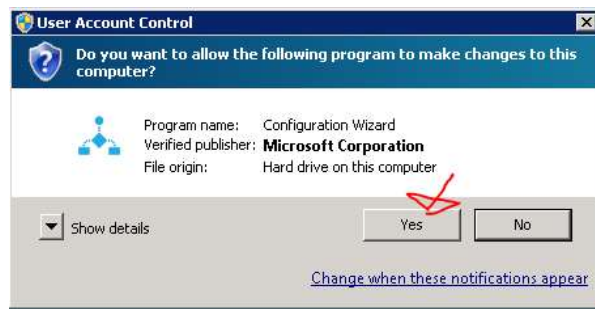 User Account Control
Do you want to allow the following program to make changes to this
computer?
Program name: Configuration Wizard
Verified publisher: Microsoft Corporation
File origin: Hard drive on this computer
Show details
Yes
No
Change when these notifications appear